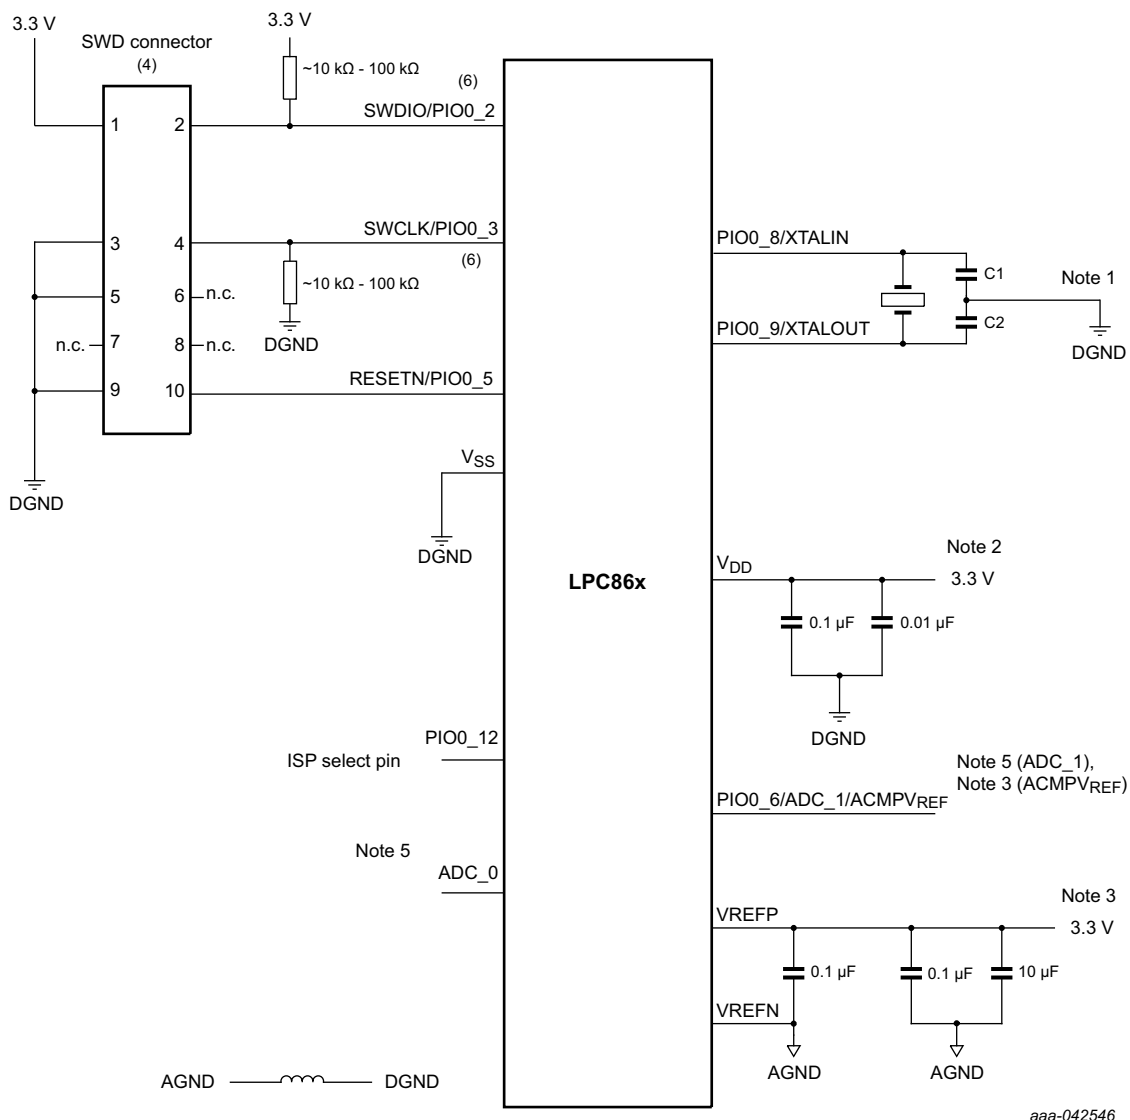 3.3 V
3.3 V
SWD connector
(4)
~10 kΩ - 100 kΩ
(6)
1
2
SWDIO/PIO0_2
3
4
SWCLK/PIO0_3
(6)
5
6
n.c.
~10 kΩ - 100 kΩ
n.c.
7
8
n.c.
DGND
9
10
RESETN/PIO0_5
DGND
VSS
DGND
LPC86x
PIO0_8/XTALIN
C1
Note 1
C2
PIO0_9/XTALOUT
DGND
Note 2
VDD
3.3 V
0.1 µF
0.01 µF
DGND
PIO0_12
ISP select pin
Note 5 (ADC_1),
Note 3 (ACMPVREF)
PIO0_6/ADC_1/ACMPVREF
Note 5
ADC_0
Note 3
VREFP
3.3 V
0.1 µF
0.1 µF
10 µF
VREFN
AGND
AGND
AGND
DGND
aaa-042546